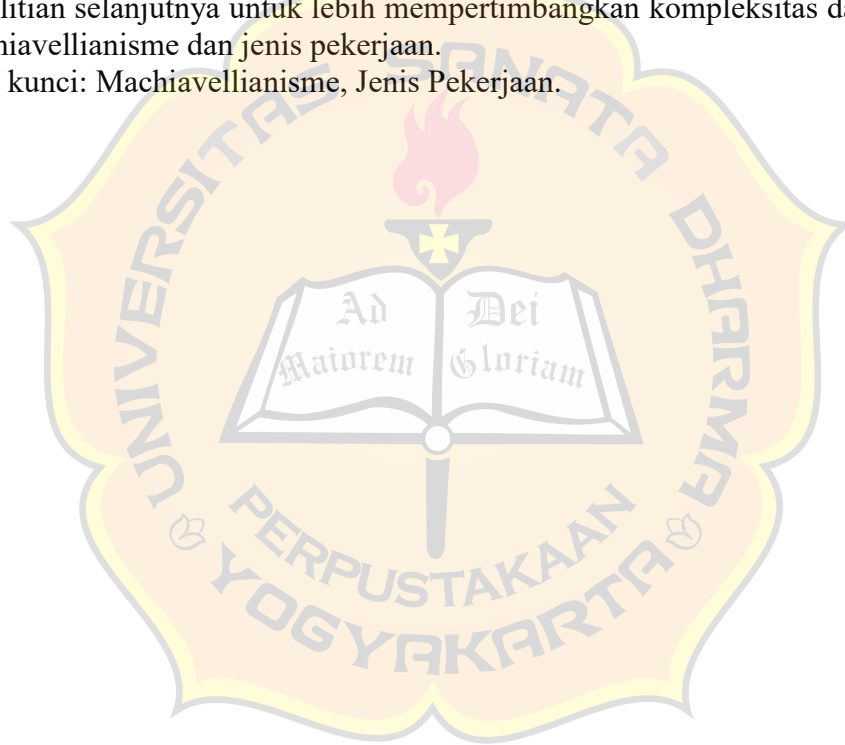 litian selanjutnya untuk lebih mempertimbangkan kompleksitas da
hiavellianisme dan jenis pekerjaan.
kunci: Machiavellianisme, Jenis Pekerjaan.
UNIVERSITAS SANATA DHARMA
Ad Dei
Maiorem Gloriam
PERPUSTAKAAN
YOGYAKARTA